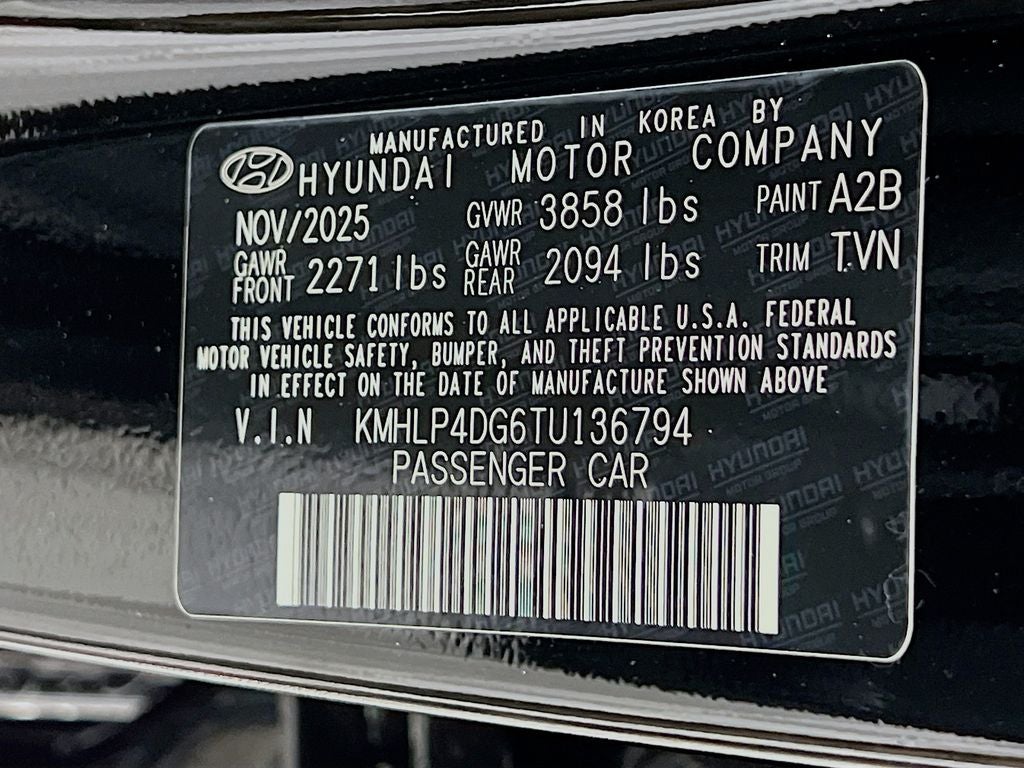 MANUFACTURED IN KOREA BY
HYUNDAI MOTOR COMPANY
NOV/2025 GVWR 3858 lbs PAINT A2B
GAWR FRONT 2271 lbs GAWR REAR 2094 lbs TRIM TVN
THIS VEHICLE CONFORMS TO ALL APPLICABLE U.S.A. FEDERAL
MOTOR VEHICLE SAFETY, BUMPER, AND THEFT PREVENTION STANDARDS
IN EFFECT ON THE DATE OF MANUFACTURE SHOWN ABOVE
V.I.N KMHLP4DG6TU136794
PASSENGER CAR